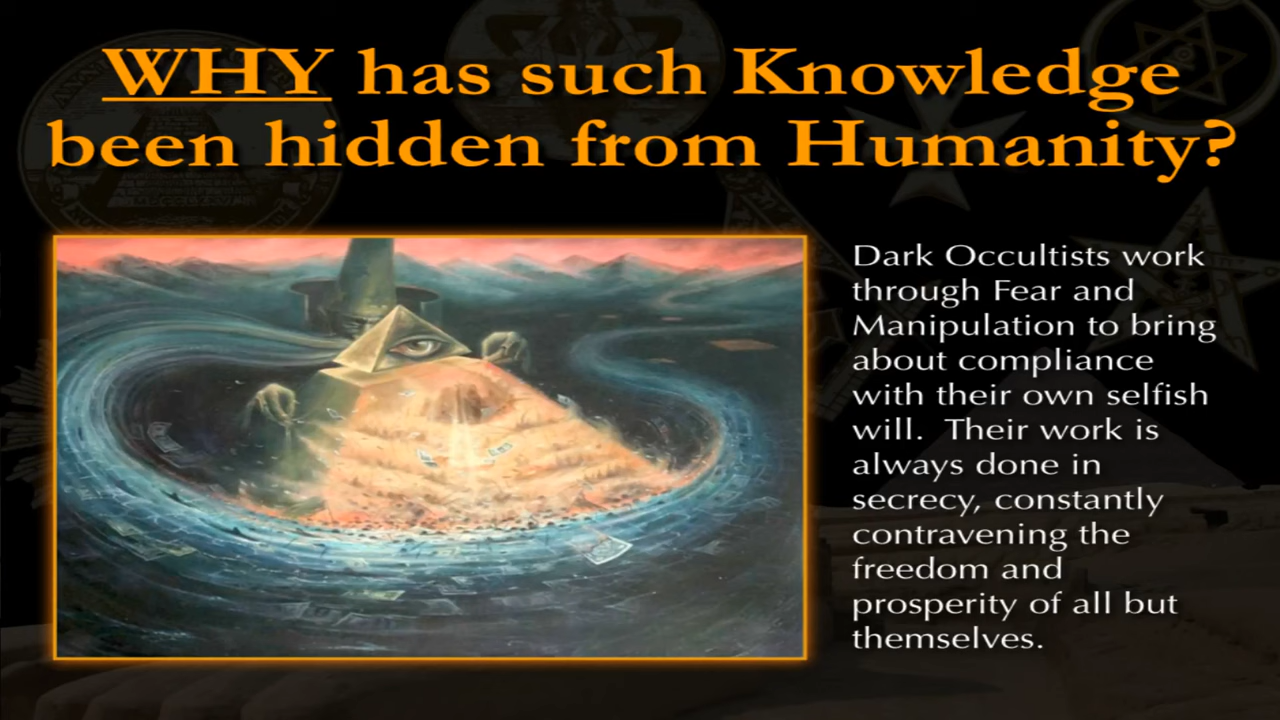 WHY has such Knowledge
been hidden from Humanity?
Dark Occultists work
through Fear and
Manipulation to bring
about compliance
with their own selfish
will.  Their work is
always done in
secrecy, constantly
contravening the
freedom and
prosperity of all but
themselves.